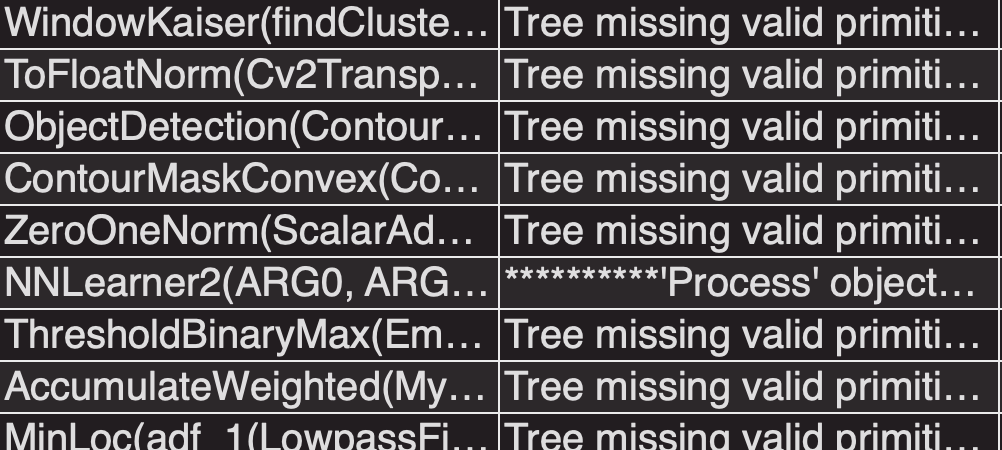 WindowKaiser(findCluste... Tree missing valid primiti...
ToFloatNorm(Cv2Transp... Tree missing valid primiti...
ObjectDetection(Contour... Tree missing valid primiti...
ContourMaskConvex(Co... Tree missing valid primiti...
ZeroOneNorm(ScalarAd... Tree missing valid primiti...
NNLearner2(ARG0, ARG... **********'Process' object...
ThresholdBinaryMax(Em... Tree missing valid primiti...
AccumulateWeighted(My... Tree missing valid primiti...
MinLoc(adf_1(LowpassFi... Tree missing valid primiti...